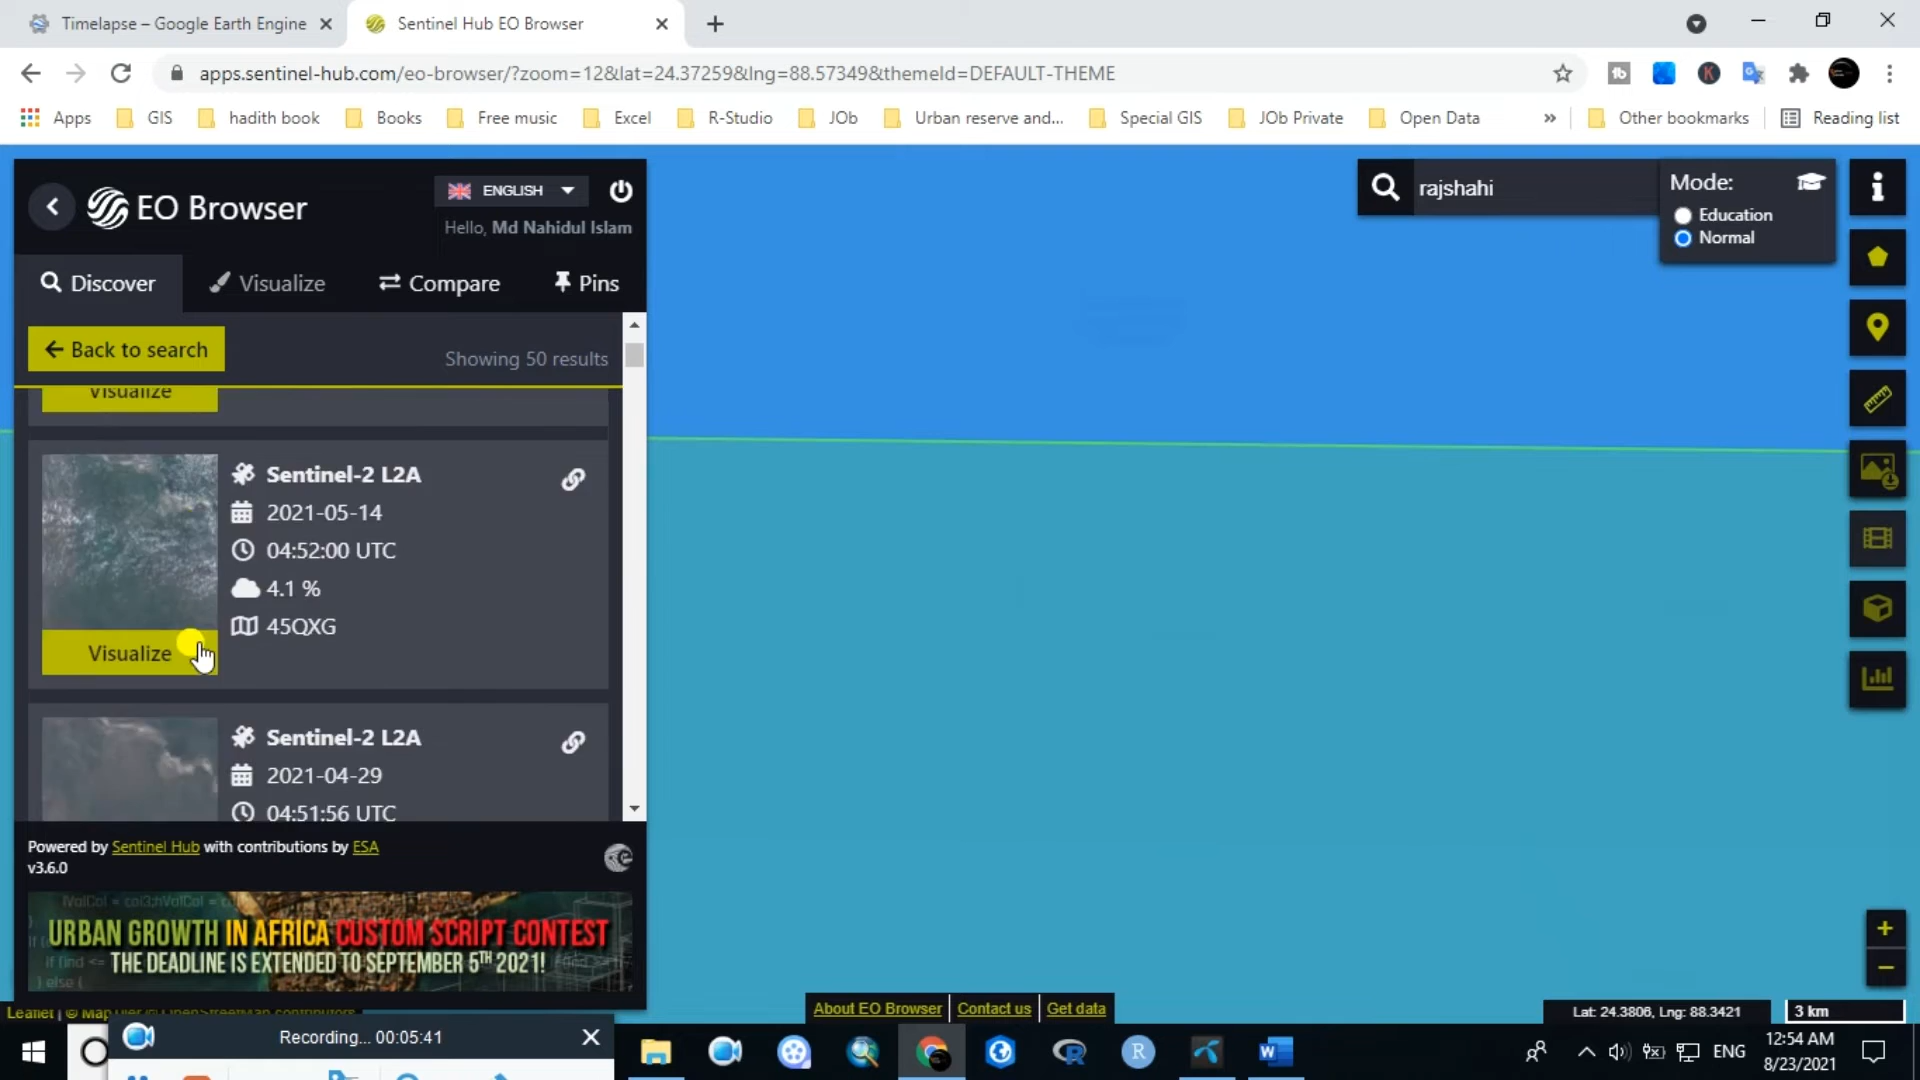 Timelapse – Google Earth Engine
Sentinel Hub EO Browser
apps.sentinel-hub.com/eo-browser/?zoom=12&lat=24.37259&lng=88.57349&themeId=DEFAULT-THEME
Apps
GIS
hadith book
Books
Free music
Excel
R-Studio
JOb
Urban reserve and...
Special GIS
JOb Private
Open Data
»
Other bookmarks
Reading list
EO Browser
ENGLISH
Hello, Md Nahidul Islam
rajshahi
Mode:
Education
Normal
Discover
Visualize
Compare
Pins
Back to search
Showing 50 results
Visualize
Sentinel-2 L2A
2021-05-14
04:52:00 UTC
4.1 %
45QXG
Visualize
Sentinel-2 L2A
2021-04-29
04:51:56 UTC
Powered by Sentinel Hub with contributions by ESA
v3.6.0
URBAN GROWTH IN AFRICA CUSTOM SCRIPT CONTEST
THE DEADLINE IS EXTENDED TO SEPTEMBER 5TH 2021!
Leaflet
About EO Browser
Contact us
Get data
Lat: 24.3806, Lng: 88.3421
3 km
Recording... 00:05:41
ENG
12:54 AM
8/23/2021